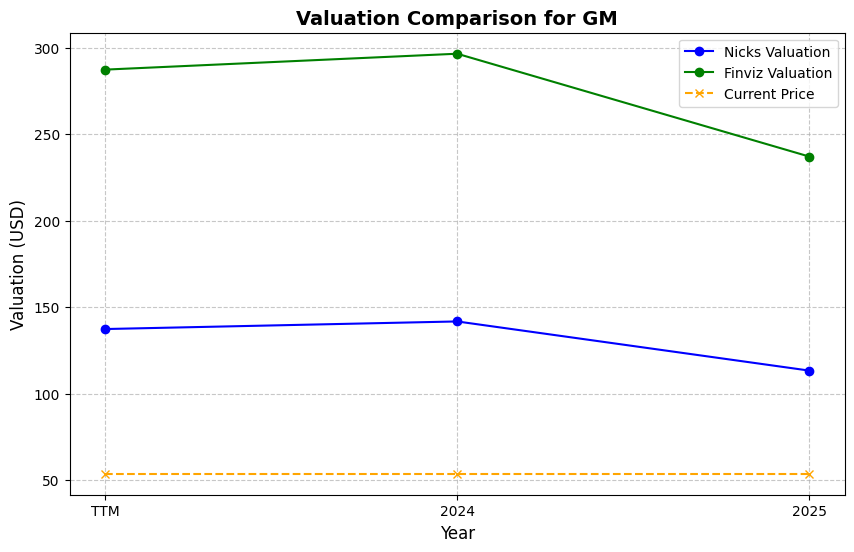 Valuation Comparison for GM
Nicks Valuation
Finviz Valuation
Current Price
Valuation (USD)
300
250
200
150
100
50
TTM
2024
2025
Year